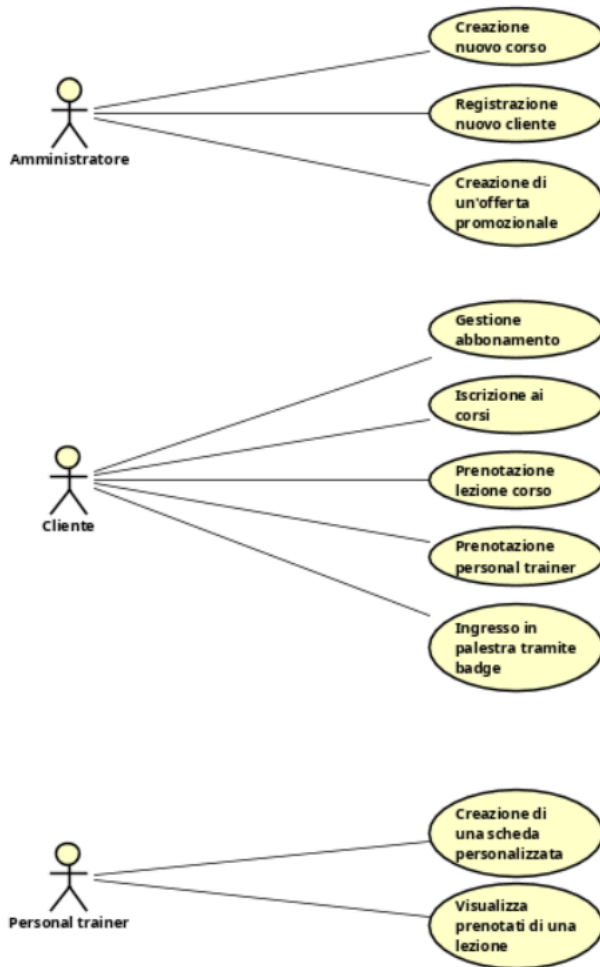 Creazione
nuovo corso
Registrazione
nuovo cliente
Amministratore
Creazione di
un'offerta
promozionale
Gestione
abbonamento
Iscrizione ai
corsi
Prenotazione
lezione corso
Cliente
Prenotazione
personal trainer
Ingresso in
palestra tramite
badge
Creazione di
una scheda
personalizzata
Personal trainer
Visualizza
prenotati di una
lezione